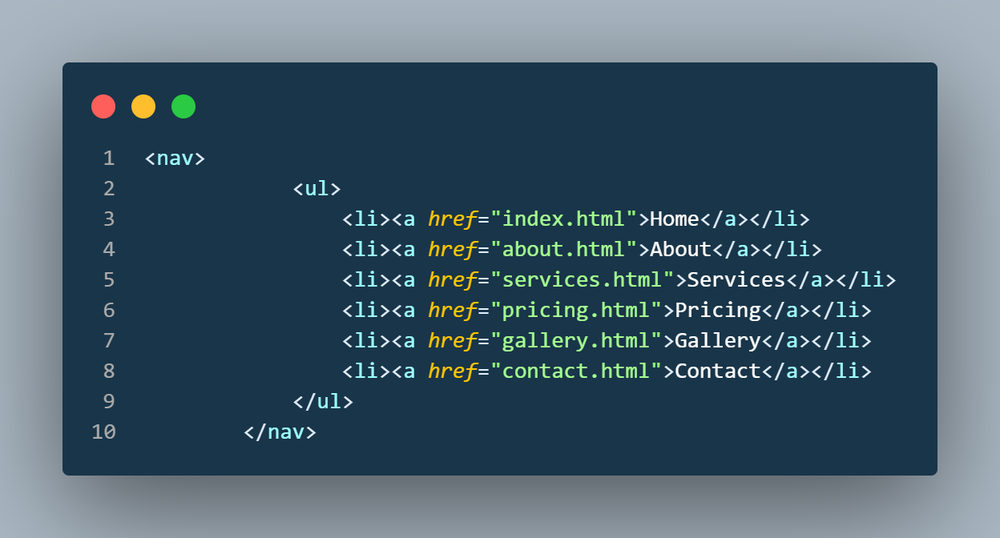 1 <nav>
2             <ul>
3                 <li><a href="index.html">Home</a></li>
4                 <li><a href="about.html">About</a></li>
5                 <li><a href="services.html">Services</a></li>
6                 <li><a href="pricing.html">Pricing</a></li>
7                 <li><a href="gallery.html">Gallery</a></li>
8                 <li><a href="contact.html">Contact</a></li>
9             </ul>
10         </nav>